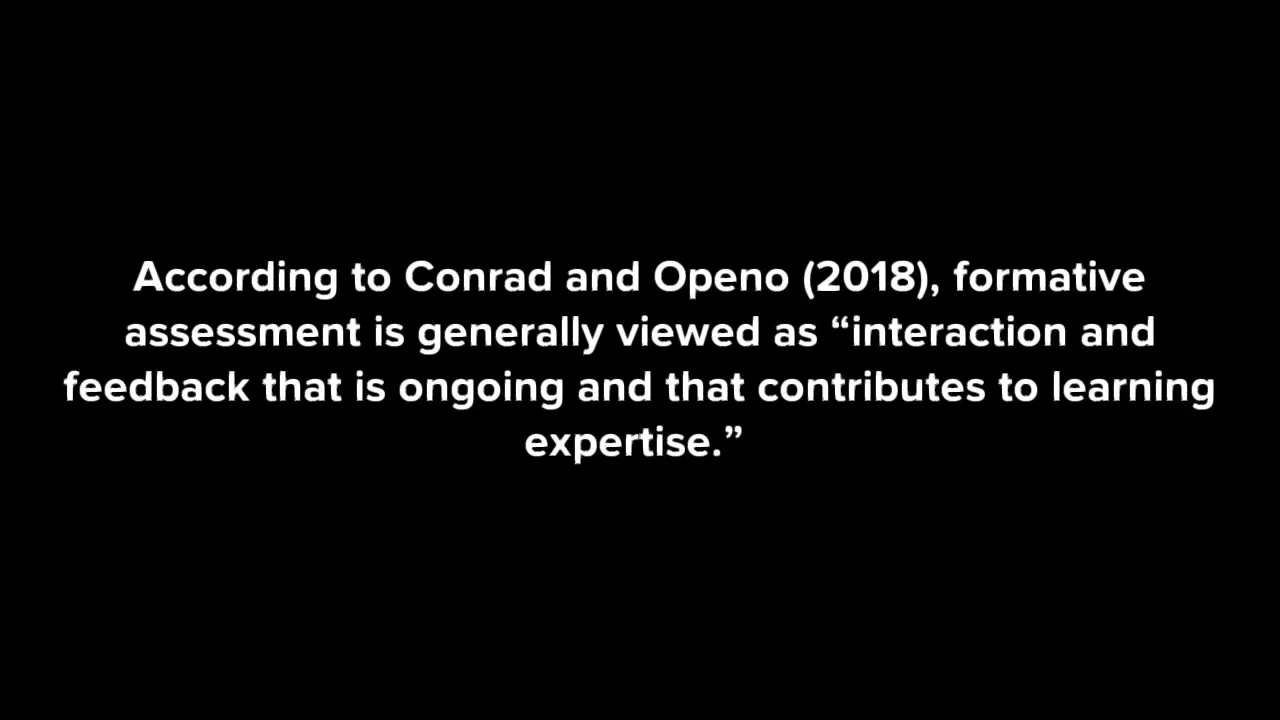 According to Conrad and Openo (2018), formative
assessment is generally viewed as “interaction and
feedback that is ongoing and that contributes to learning
expertise.”